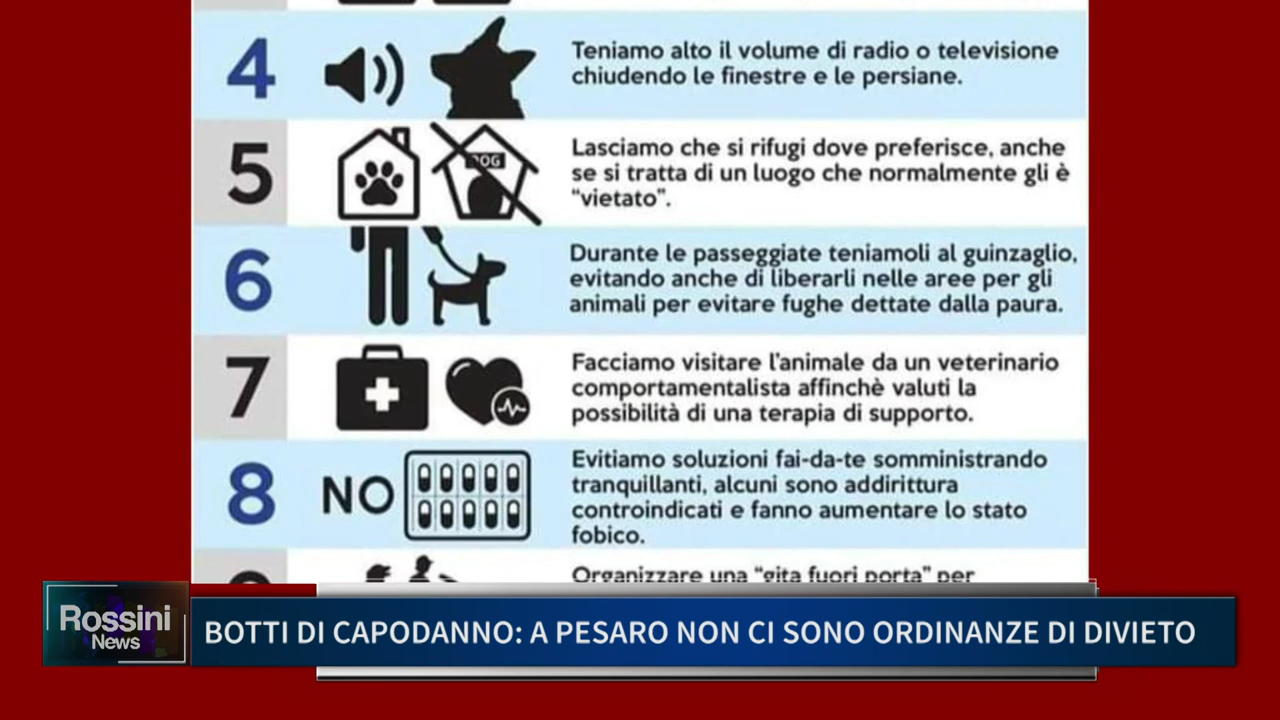 4
Teniamo alto il volume di radio o televisione
chiudendo le finestre e le persiane.
5
DOG
Lasciamo che si rifugi dove preferisce, anche
se si tratta di un luogo che normalmente gli è
“vietato”.
6
Durante le passeggiate teniamoli al guinzaglio,
evitando anche di liberarli nelle aree per gli
animali per evitare fughe dettate dalla paura.
7
Facciamo visitare l'animale da un veterinario
comportamentalista affinchè valuti la
possibilità di una terapia di supporto.
8
NO
Evitiamo soluzioni fai-da-te somministrando
tranquillanti, alcuni sono addirittura
controindicati e fanno aumentare lo stato
fobico.
Organizzare una “gita fuori porta” per
Rossini
News
BOTTI DI CAPODANNO: A PESARO NON CI SONO ORDINANZE DI DIVIETO